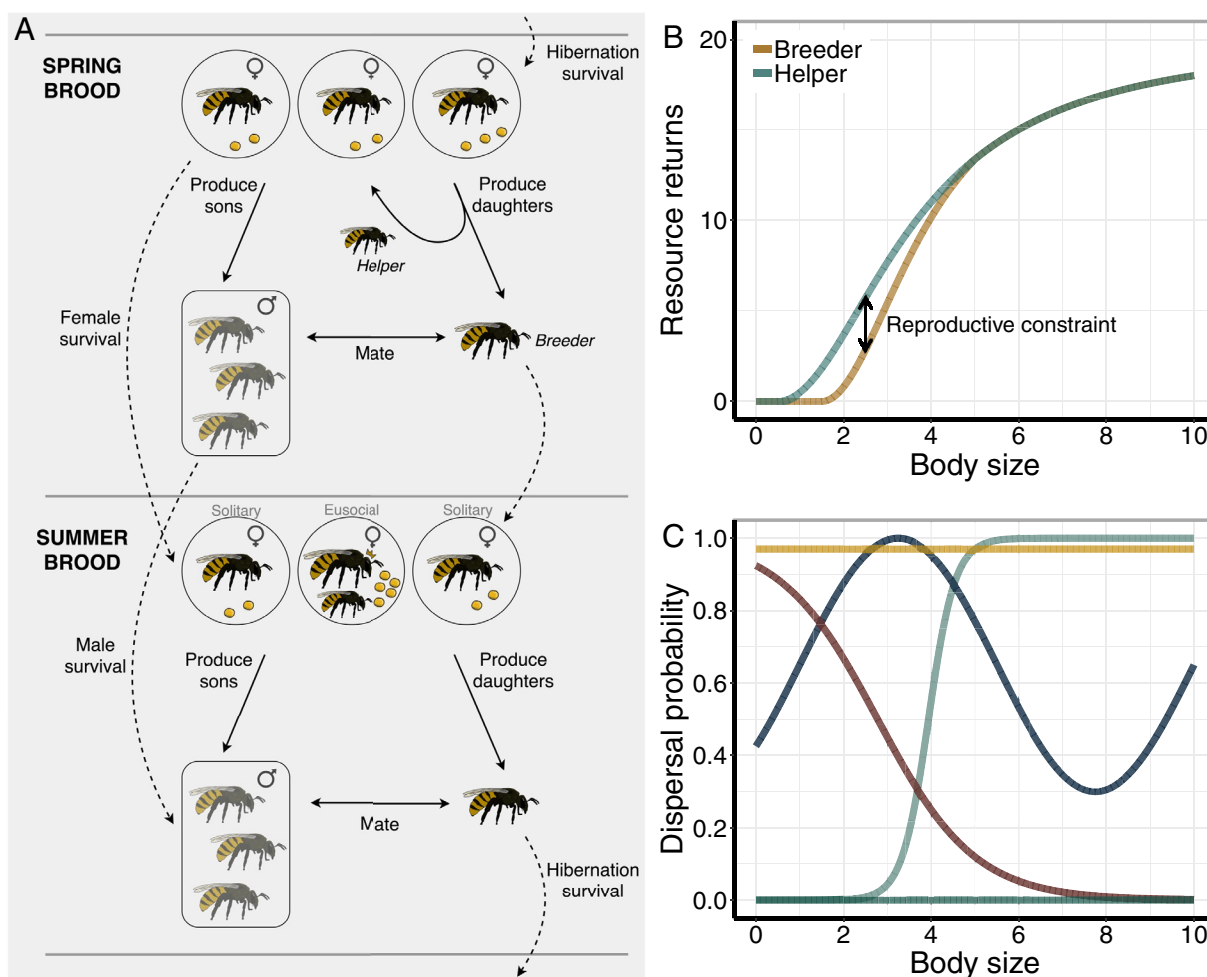 A
SPRING
BROOD
Hibernation
survival
♀
♀
♀
Produce
sons
Produce
daughters
Helper
Female
survival
♂
Mate
Breeder
SUMMER
BROOD
Solitary
Eusocial
Solitary
♀
♀
♀
Male
survival
Produce
sons
Produce
daughters
♂
Mate
Hibernation
survival
B
Breeder
Helper
Resource returns
20
10
0
Reproductive constraint
0 2 4 6 8 10
Body size
C
Dispersal probability
1.0
0.8
0.6
0.4
0.2
0.0
0 2 4 6 8 10
Body size